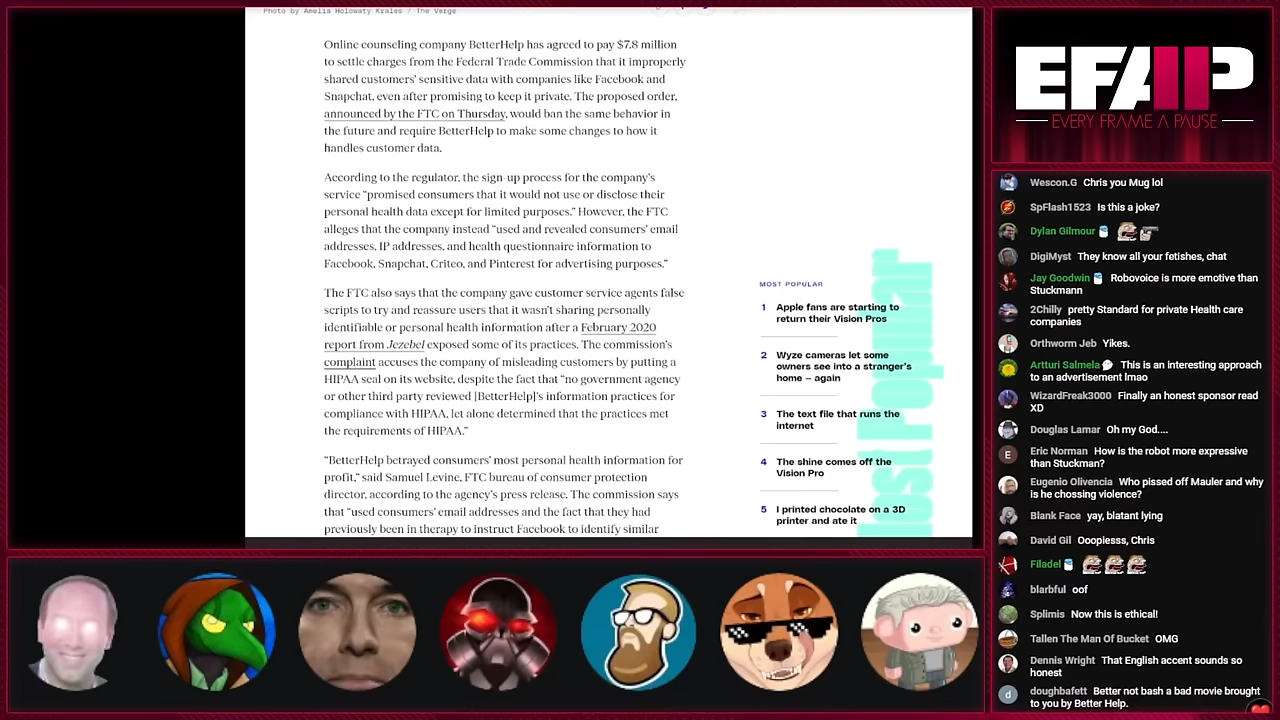 Photo by Amelia Holowaty Krales / The Verge
Online counseling company BetterHelp has agreed to pay $7.8 million
to settle charges from the Federal Trade Commission that it improperly
shared customers' sensitive data with companies like Facebook and
Snapchat, even after promising to keep it private. The proposed order,
announced by the FTC on Thursday, would ban the same behavior in
the future and require BetterHelp to make some changes to how it
handles customer data.
According to the regulator, the sign-up process for the company's
service “promised consumers that it would not use or disclose their
personal health data except for limited purposes.” However, the FTC
alleges that the company instead “used and revealed consumers' email
addresses, IP addresses, and health questionnaire information to
Facebook, Snapchat, Criteo, and Pinterest for advertising purposes.”
The FTC also says that the company gave customer service agents false
scripts to try and reassure users that it wasn't sharing personally
identifiable or personal health information after a February 2020
report from Jezebel exposed some of its practices. The commission's
complaint accuses the company of misleading customers by putting a
HIPAA seal on its website, despite the fact that “no government agency
or other third party reviewed [BetterHelp]'s information practices for
compliance with HIPAA, let alone determined that the practices met
the requirements of HIPAA.”
“BetterHelp betrayed consumers' most personal health information for
profit,” said Samuel Levine, FTC bureau of consumer protection
director, according to the agency's press release. The commission says
that “used consumers' email addresses and the fact that they had
previously been in therapy to instruct Facebook to identify similar
Most Popular
MOST POPULAR
1 Apple fans are starting to
return their Vision Pros
2 Wyze cameras let some
owners see into a stranger's
home — again
3 The text file that runs the
internet
4 The shine comes off the
Vision Pro
5 I printed chocolate on a 3D
printer and ate it
EFAP
EVERY FRAME A PAUSE
Wescon.G Chris you Mug lol
SpFlash1523 Is this a joke?
Dylan Gilmour
DigiMyst They know all your fetishes, chat
Jay Goodwin Robovoice is more emotive than
Stuckmann
2Chilly pretty Standard for private Health care
companies
Orthworm Jeb Yikes.
Artturi Salmela This is an interesting approach
to an advertisement lmao
WizardFreak3000 Finally an honest sponsor read
XD
Douglas Lamar Oh my God....
E Eric Norman How is the robot more expressive
than Stuckman?
Eugenio Olivencia Who pissed off Mauler and why
is he chossing violence?
Blank Face yay, blatant lying
David Gil Ooopiesss, Chris
Filadel
blarbful oof
Splimis Now this is ethical!
Tallen The Man Of Bucket OMG
Dennis Wright That English accent sounds so
honest
d doughbafett Better not bash a bad movie brought
to you by Better Help.